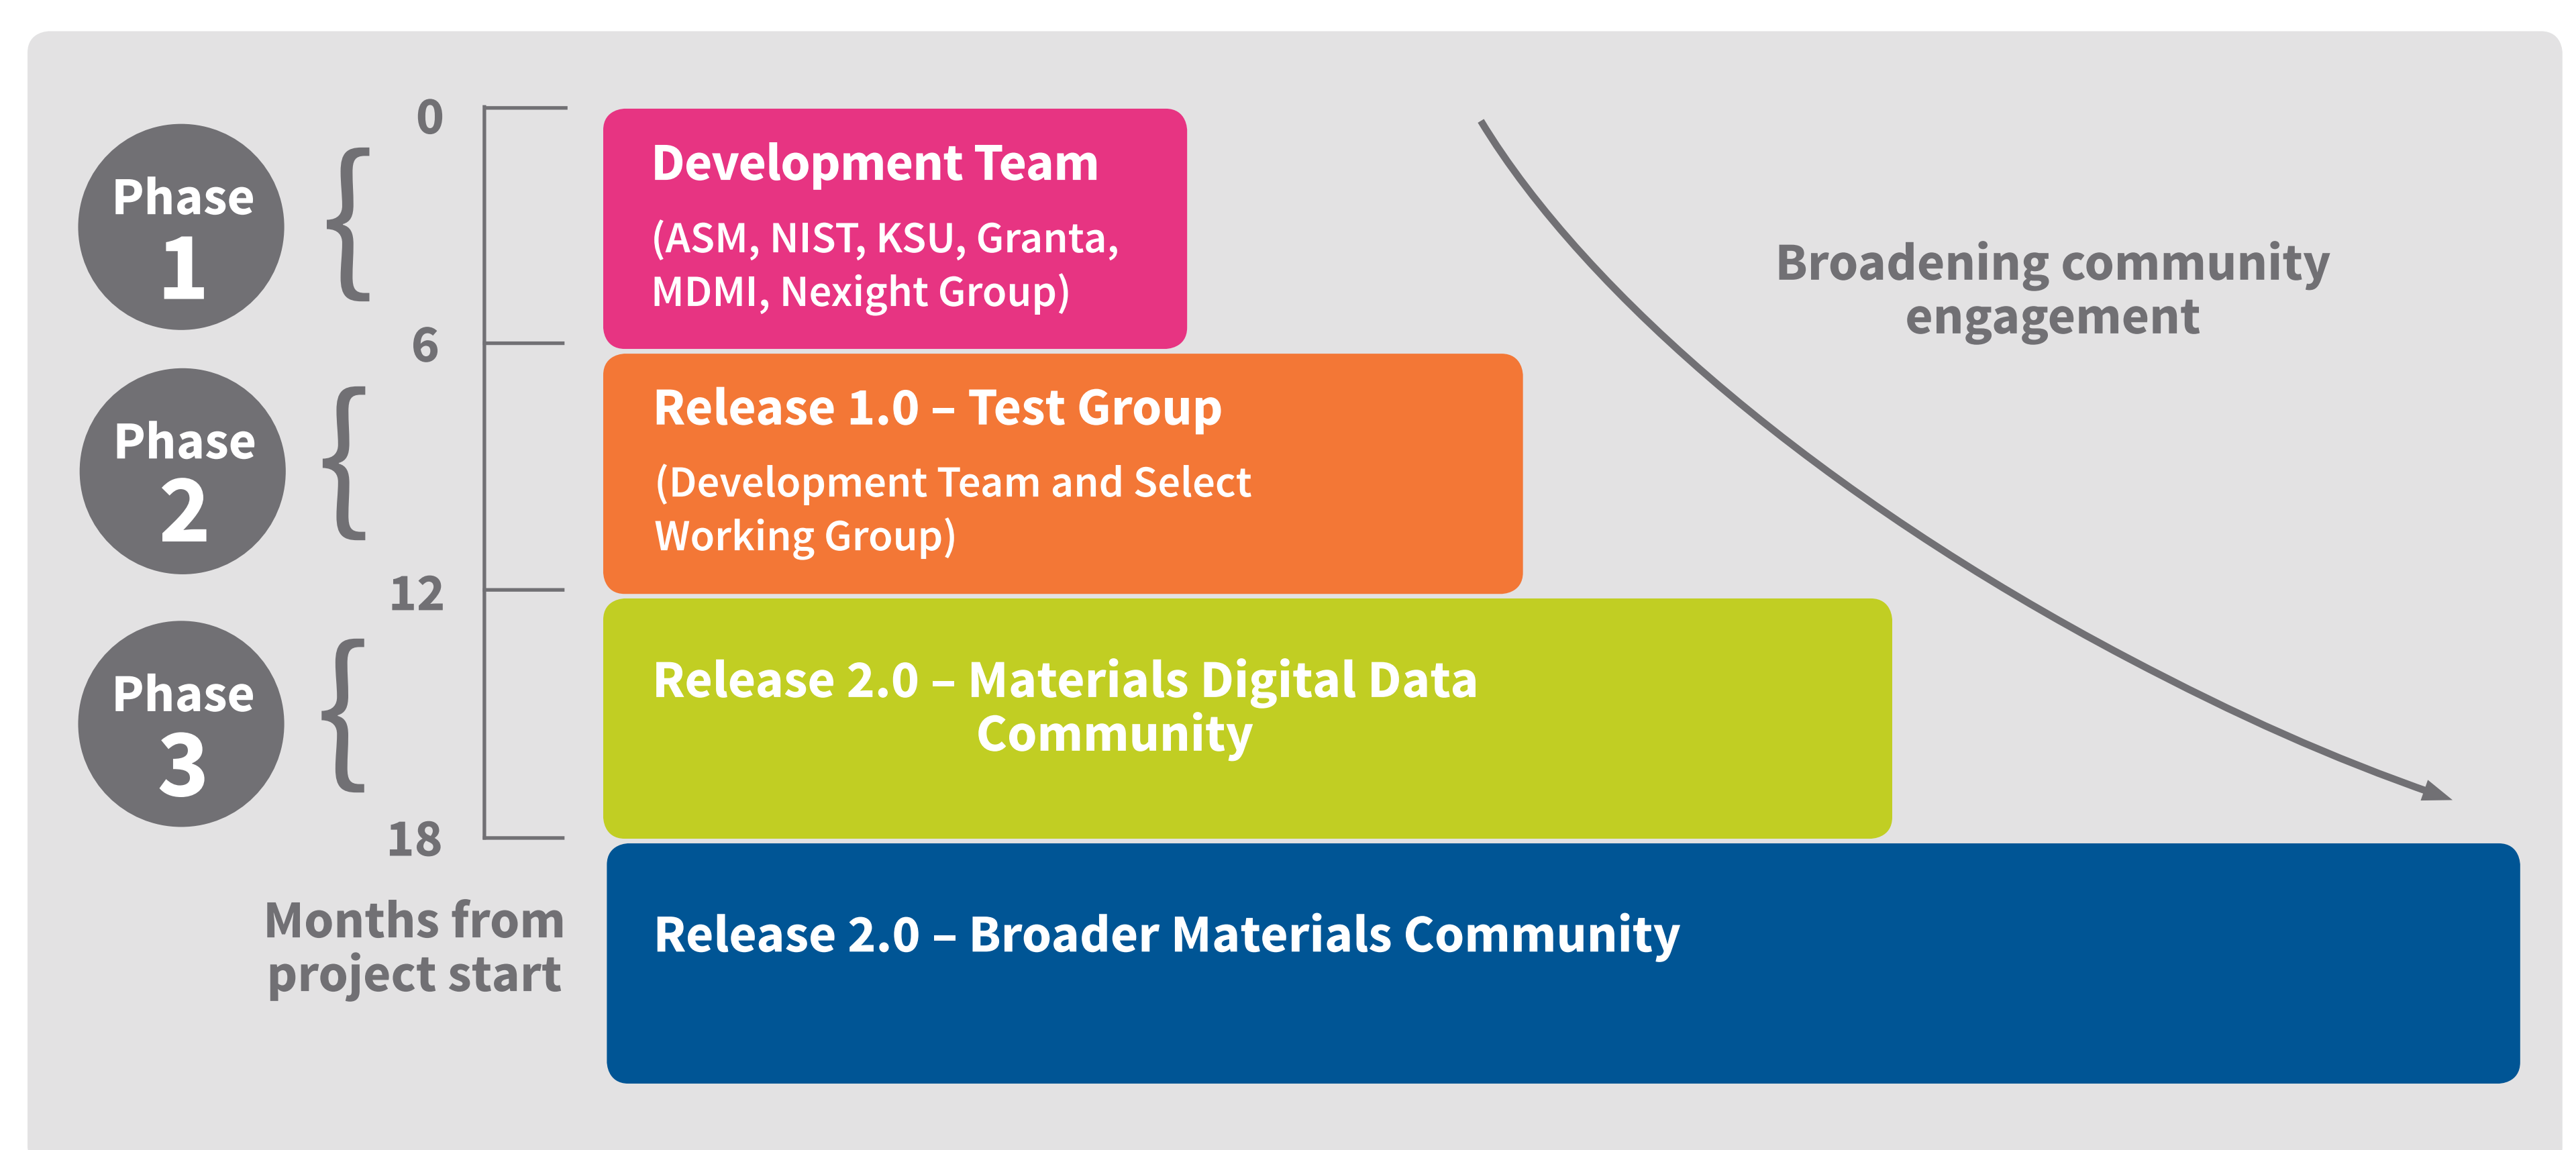 0
Phase
1
Development Team
(ASM, NIST, KSU, Granta,
MDMI, Nexight Group)
Broadening community
engagement
6
Phase
2
Release 1.0 – Test Group
(Development Team and Select
Working Group)
12
Phase
3
Release 2.0 – Materials Digital Data
Community
18
Months from
project start
Release 2.0 – Broader Materials Community